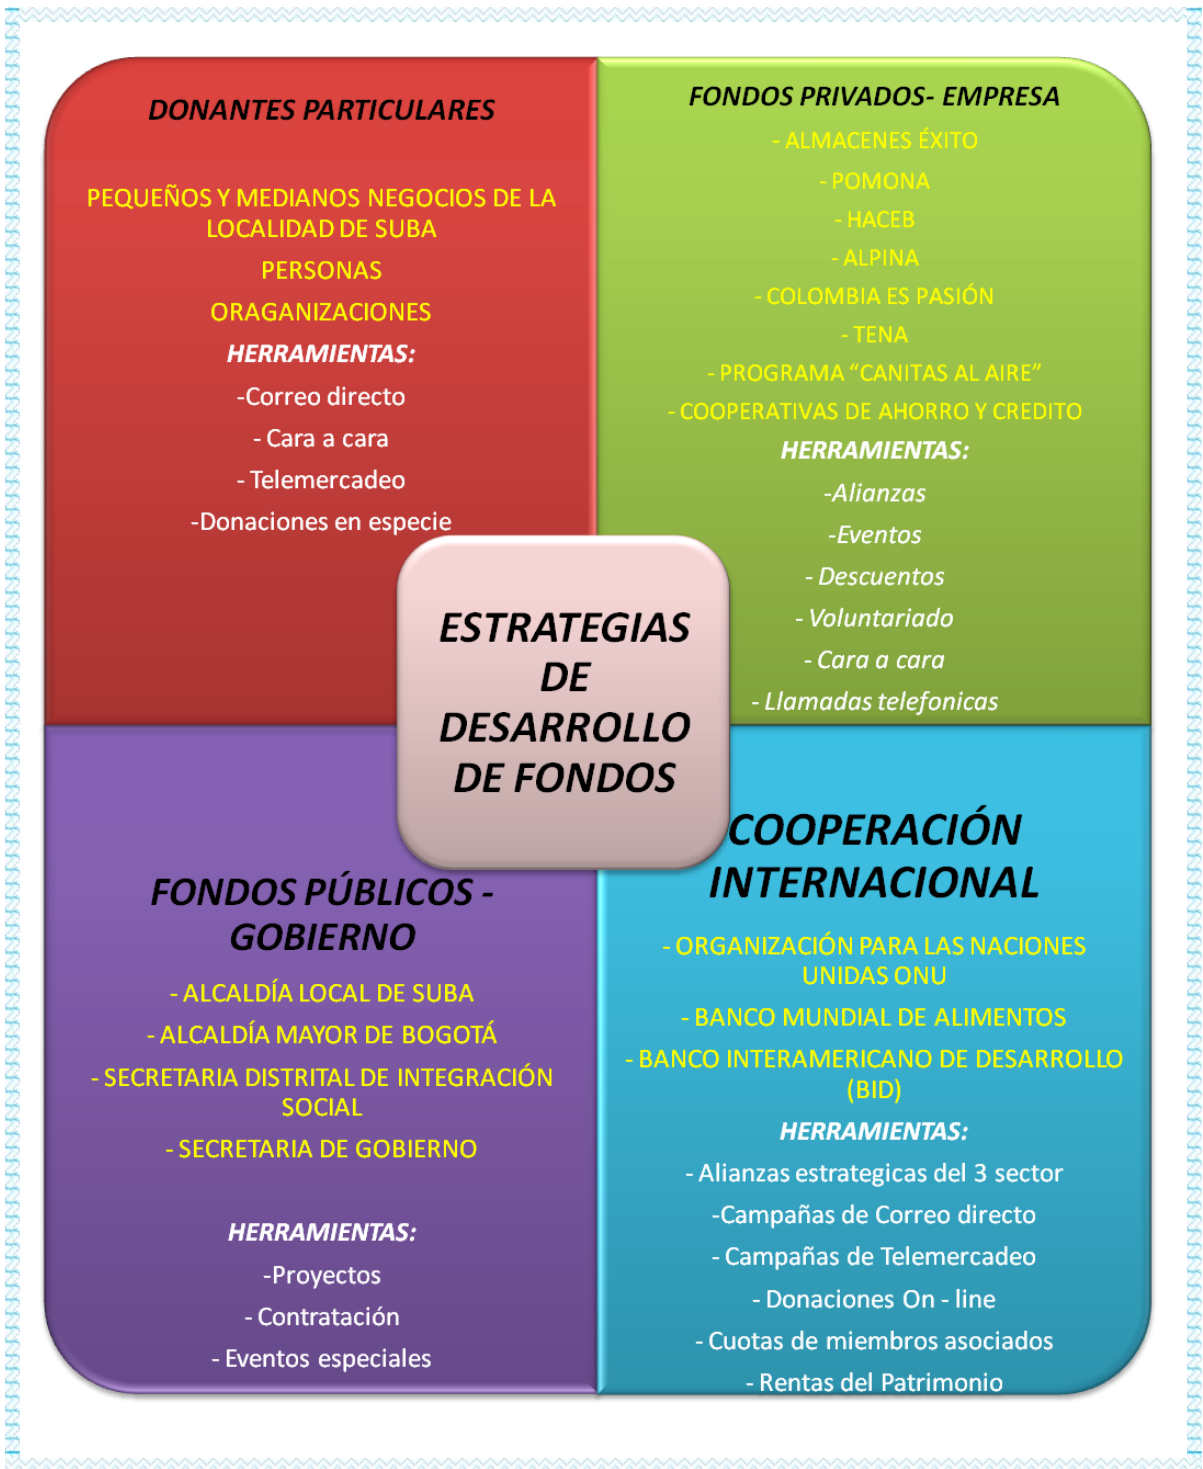 DONANTES PARTICULARES
PEQUEÑOS Y MEDIANOS NEGOCIOS DE LA
LOCALIDAD DE SUBA
PERSONAS
ORAGANIZACIONES
HERRAMIENTAS:
-Correo directo
- Cara a cara
- Telemercadeo
-Donaciones en especie
FONDOS PRIVADOS- EMPRESA
- ALMACENES ÉXITO
- POMONA
- HACEB
- ALPINA
- COLOMBIA ES PASIÓN
- TENA
- PROGRAMA “CANITAS AL AIRE”
- COOPERATIVAS DE AHORRO Y CREDITO
HERRAMIENTAS:
-Alianzas
-Eventos
- Descuentos
- Voluntariado
- Cara a cara
- Llamadas telefonicas
ESTRATEGIAS
DE
DESARROLLO
DE FONDOS
FONDOS PÚBLICOS -
GOBIERNO
- ALCALDÍA LOCAL DE SUBA
- ALCALDÍA MAYOR DE BOGOTÁ
- SECRETARIA DISTRITAL DE INTEGRACIÓN
SOCIAL
- SECRETARIA DE GOBIERNO
HERRAMIENTAS:
-Proyectos
- Contratación
- Eventos especiales
COOPERACIÓN
INTERNACIONAL
- ORGANIZACIÓN PARA LAS NACIONES
UNIDAS ONU
- BANCO MUNDIAL DE ALIMENTOS
- BANCO INTERAMERICANO DE DESARROLLO
(BID)
HERRAMIENTAS:
- Alianzas estrategicas del 3 sector
-Campañas de Correo directo
- Campañas de Telemercadeo
- Donaciones On - line
- Cuotas de miembros asociados
- Rentas del Patrimonio